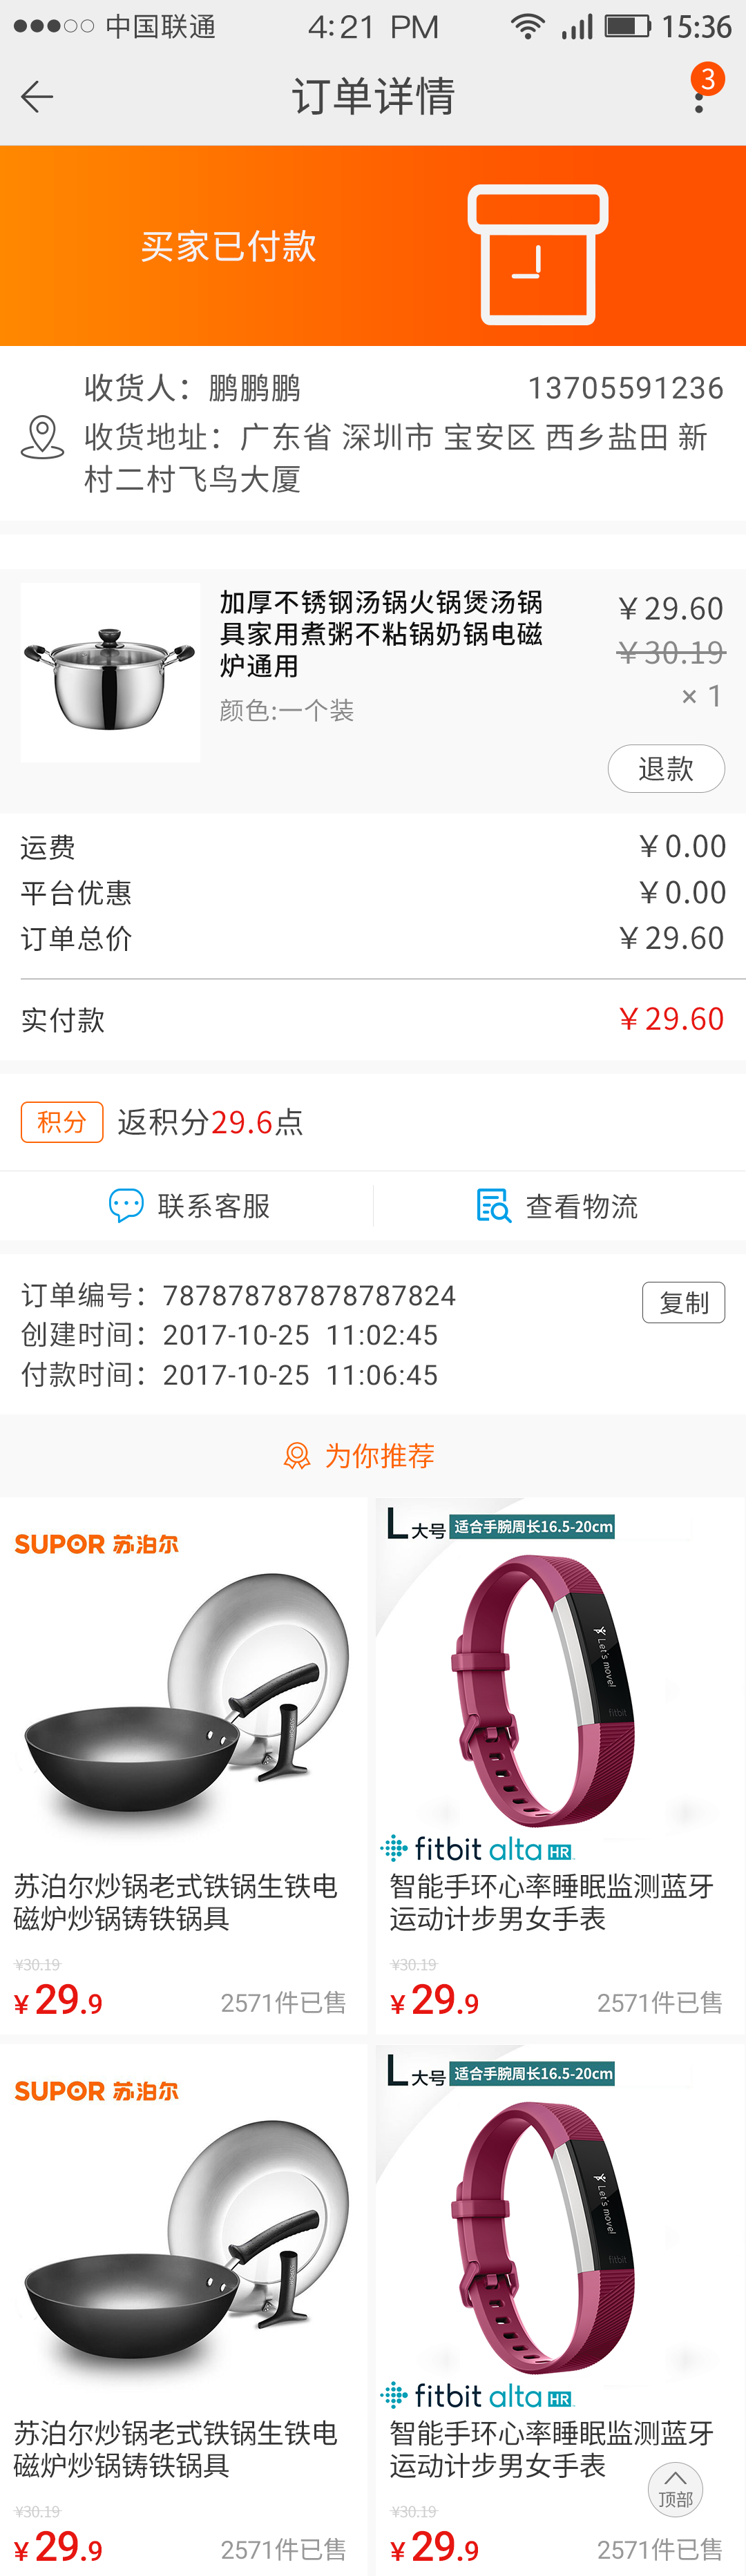 中国联通 4:21 PM 15:36
订单详情 3
买家已付款
收货人：鹏鹏鹏 13705591236
收货地址：广东省 深圳市 宝安区 西乡盐田 新
村二村飞鸟大厦
加厚不锈钢汤锅火锅煲汤锅
具家用煮粥不粘锅奶锅电磁
炉通用
颜色:一个装
￥29.60
￥30.19
× 1
退款
运费 ￥0.00
平台优惠 ￥0.00
订单总价 ￥29.60
实付款 ￥29.60
积分 返积分29.6点
联系客服 查看物流
订单编号：787878787878787824 复制
创建时间：2017-10-25 11:02:45
付款时间：2017-10-25 11:06:45
为你推荐
SUPOR 苏泊尔
苏泊尔炒锅老式铁锅生铁电
磁炉炒锅铸铁锅具
¥30.19
¥29.9 2571件已售
L大号 适合手腕周长16.5-20cm
Let's move!
fitbit
fitbit alta HR
智能手环心率睡眠监测蓝牙
运动计步男女手表
¥30.19
¥29.9 2571件已售
SUPOR 苏泊尔
苏泊尔炒锅老式铁锅生铁电
磁炉炒锅铸铁锅具
¥30.19
¥29.9 2571件已售
L大号 适合手腕周长16.5-20cm
Let's move!
fitbit
fitbit alta HR
智能手环心率睡眠监测蓝牙
运动计步男女手表
顶部
¥30.19
¥29.9 2571件已售